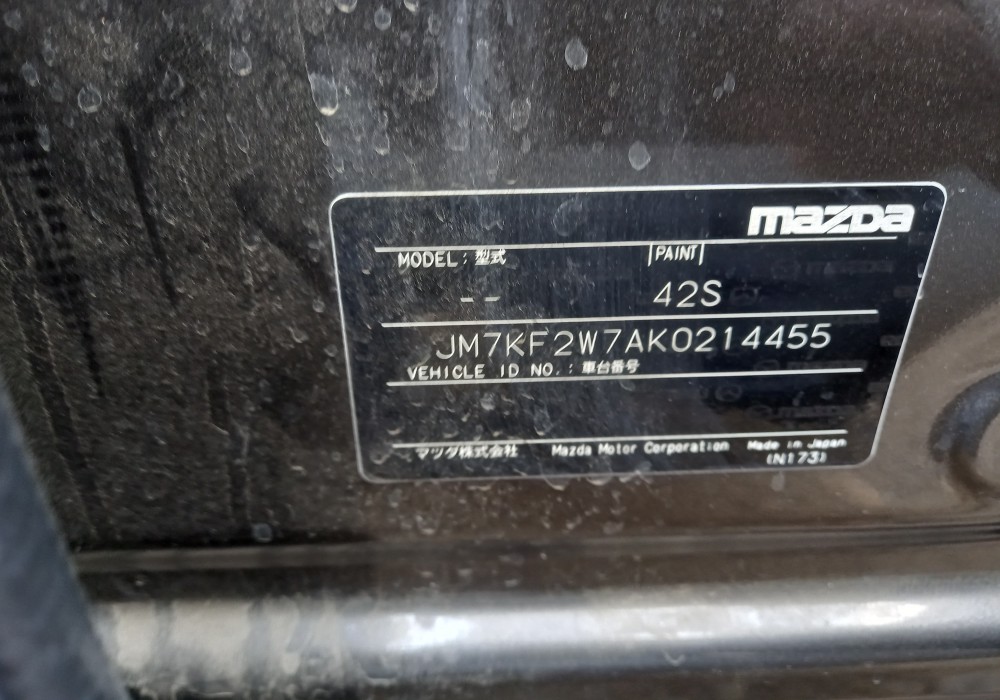 mazda
MODEL : 型式 PAINT
-- 42S
JM7KF2W7AK0214455
VEHICLE ID NO. : 車台番号
マツダ株式会社 Mazda Motor Corporation Made in Japan
(N173)